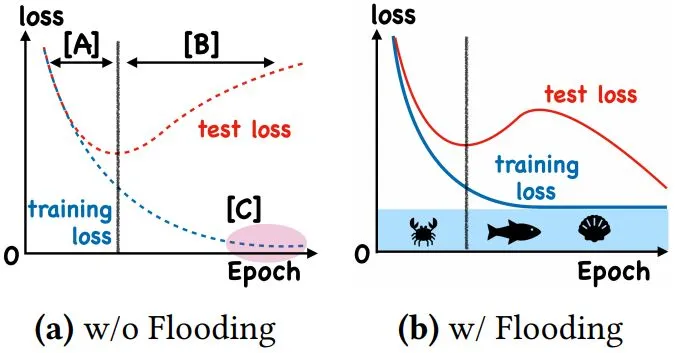 loss
[A]
[B]
test loss
training
loss
[C]
0
Epoch
(a) w/o Flooding
loss
test loss
training
loss
0
Epoch
(b) w/ Flooding